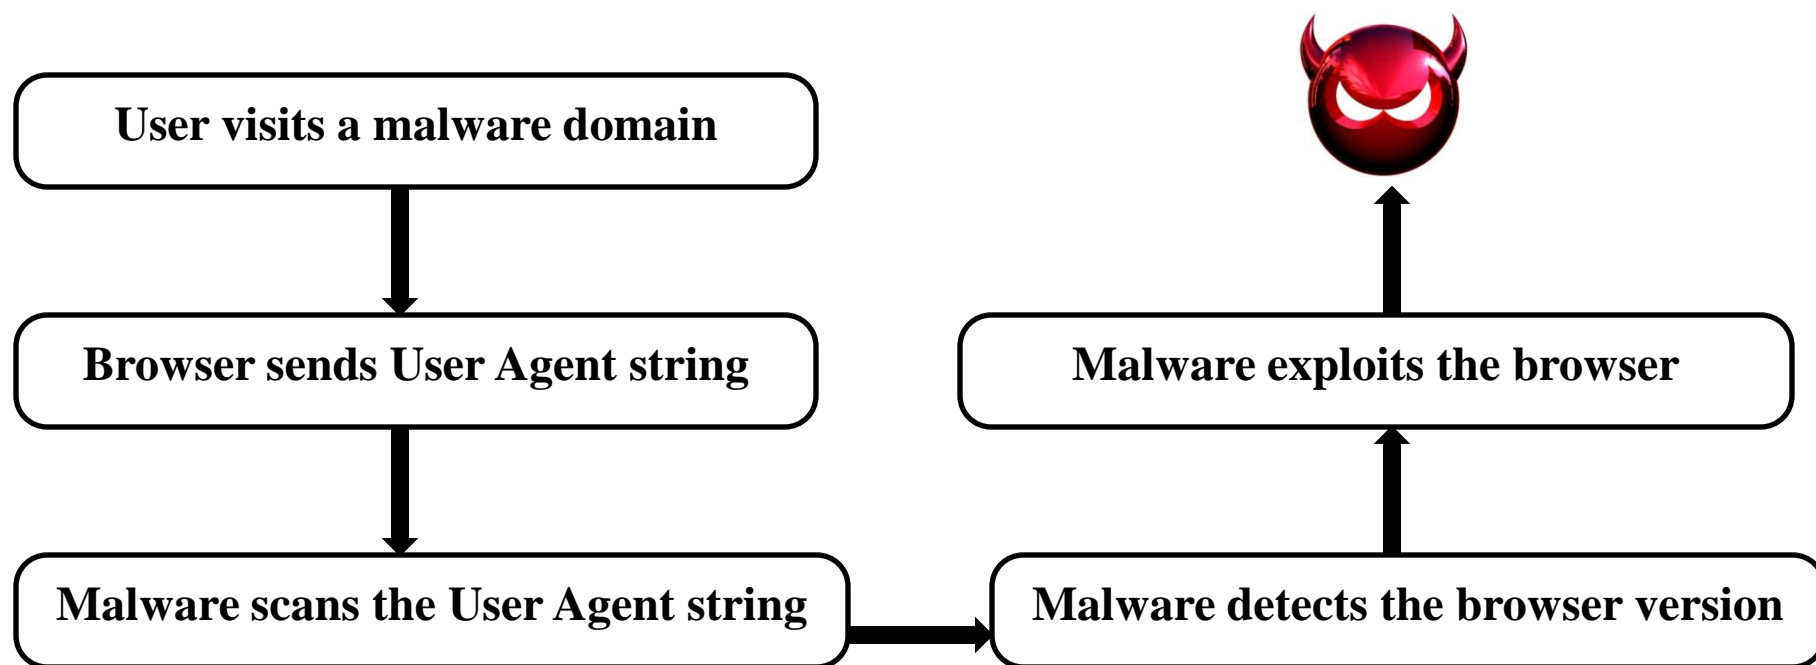 User visits a malware domain
Browser sends User Agent string
Malware scans the User Agent string
Malware detects the browser version
Malware exploits the browser